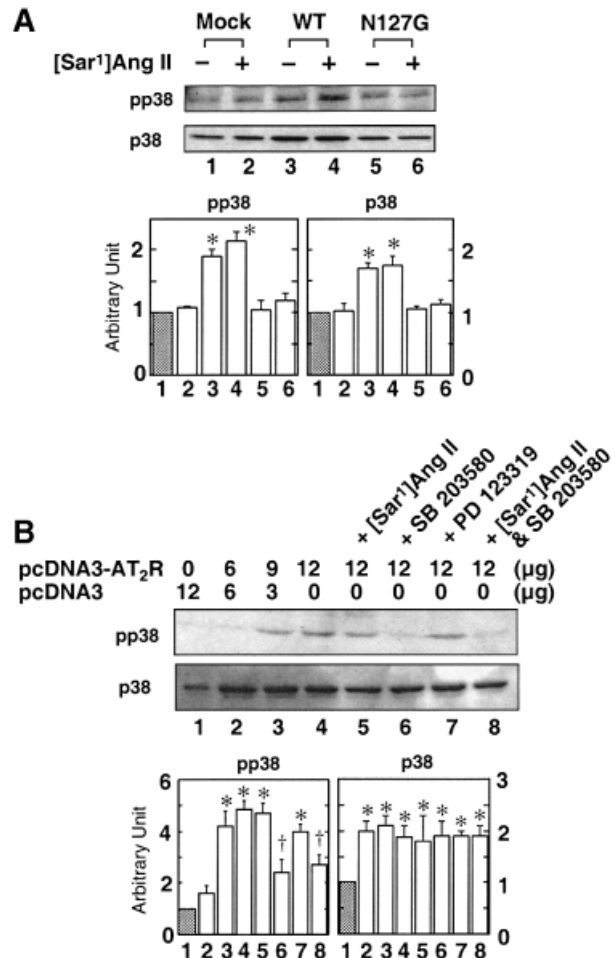 A
Mock WT N127G
[Sar¹]Ang II − + − + − +
pp38
p38
1 2 3 4 5 6
pp38 p38
Arbitrary Unit
2 2
1 1
0 0
* * * *
1 2 3 4 5 6 1 2 3 4 5 6
B
+ [Sar¹]Ang II
+ SB 203580
+ PD 123319
+ [Sar¹]Ang II
& SB 203580
pcDNA3-AT₂R 0 6 9 12 12 12 12 12 (μg)
pcDNA3 12 6 3 0 0 0 0 0 (μg)
pp38
p38
1 2 3 4 5 6 7 8
pp38 p38
Arbitrary Unit
6 3
4 2
2 1
0 0
* * * † * † * * * * * * *
1 2 3 4 5 6 7 8 1 2 3 4 5 6 7 8